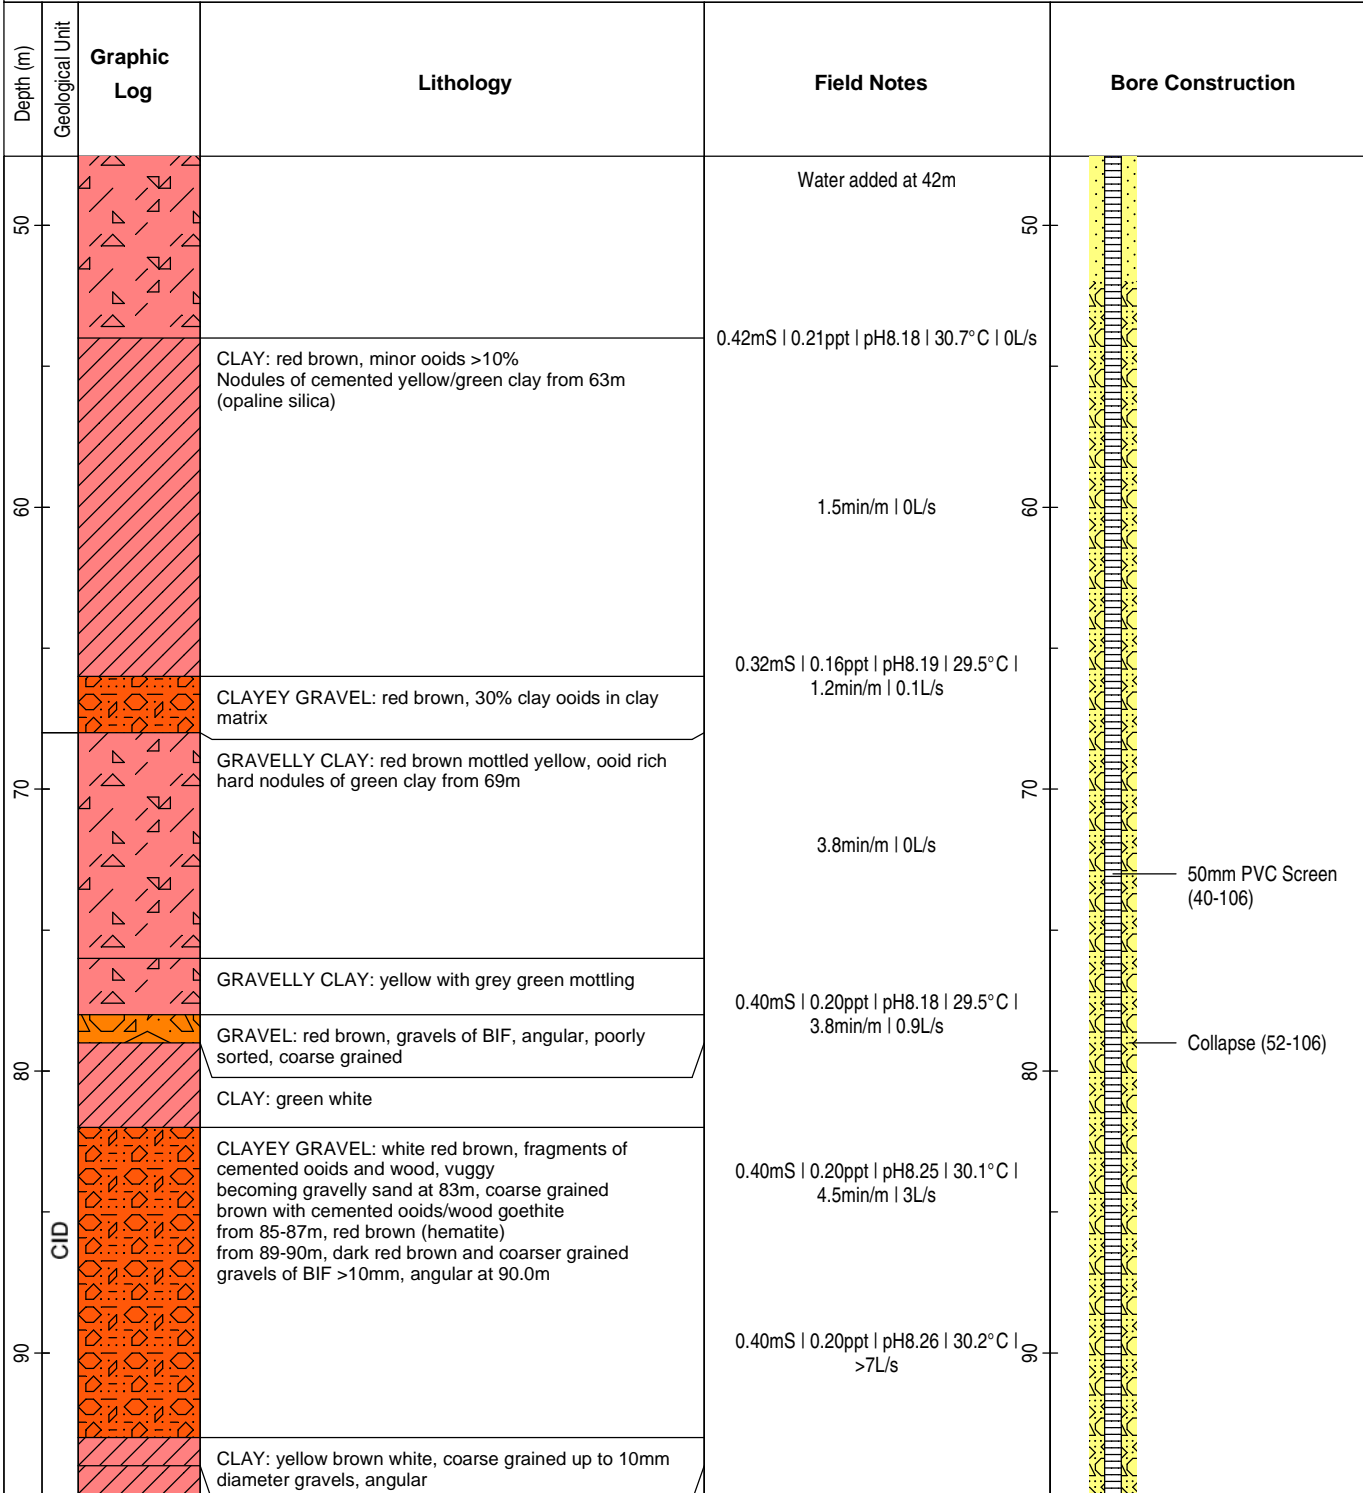 Depth (m)
Geological Unit
Graphic
Log
Lithology
Field Notes
Bore Construction
Water added at 42m
50
50
0.42mS | 0.21ppt | pH8.18 | 30.7°C | 0L/s
CLAY: red brown, minor ooids >10%
Nodules of cemented yellow/green clay from 63m
(opaline silica)
60
1.5min/m | 0L/s
60
0.32mS | 0.16ppt | pH8.19 | 29.5°C |
1.2min/m | 0.1L/s
CLAYEY GRAVEL: red brown, 30% clay ooids in clay
matrix
GRAVELLY CLAY: red brown mottled yellow, ooid rich
hard nodules of green clay from 69m
70
70
3.8min/m | 0L/s
50mm PVC Screen
(40-106)
GRAVELLY CLAY: yellow with grey green mottling
0.40mS | 0.20ppt | pH8.18 | 29.5°C |
3.8min/m | 0.9L/s
GRAVEL: red brown, gravels of BIF, angular, poorly
sorted, coarse grained
Collapse (52-106)
80
80
CLAY: green white
CLAYEY GRAVEL: white red brown, fragments of
cemented ooids and wood, vuggy
becoming gravelly sand at 83m, coarse grained
brown with cemented ooids/wood goethite
from 85-87m, red brown (hematite)
from 89-90m, dark red brown and coarser grained
gravels of BIF >10mm, angular at 90.0m
0.40mS | 0.20ppt | pH8.25 | 30.1°C |
4.5min/m | 3L/s
CID
90
0.40mS | 0.20ppt | pH8.26 | 30.2°C |
>7L/s
90
CLAY: yellow brown white, coarse grained up to 10mm
diameter gravels, angular